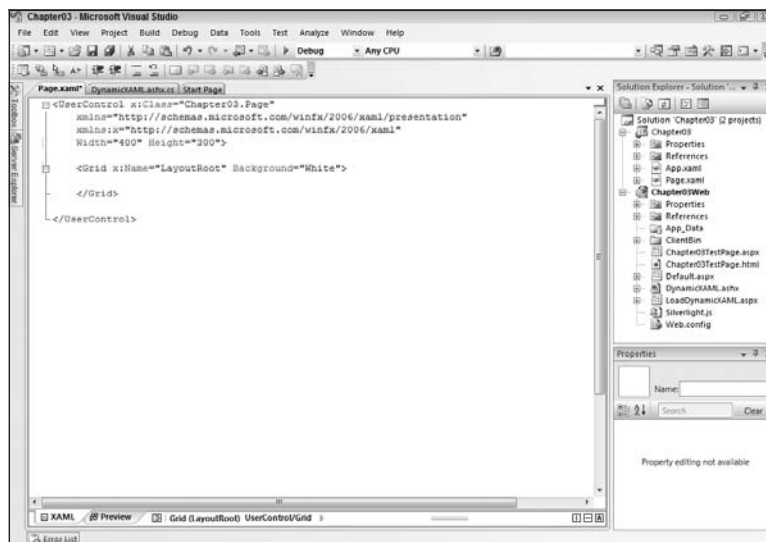 Chapter03 - Microsoft Visual Studio
File Edit View Project Build Debug Data Tools Test Analyze Window Help
Debug Any CPU
Page.xaml* DynamicXAML.ashx.cs Start Page
Toolbox
Server Explorer
<UserControl x:Class="Chapter03.Page"
xmlns="http://schemas.microsoft.com/winfx/2006/xaml/presentation"
xmlns:x="http://schemas.microsoft.com/winfx/2006/xaml"
Width="400" Height="300">
<Grid x:Name="LayoutRoot" Background="White">
</Grid>
</UserControl>
XAML Preview Grid (LayoutRoot) UserControl/Grid
Error List
Solution Explorer - Solution '...
Solution 'Chapter03' (2 projects)
Chapter03
Properties
References
App.xaml
Page.xaml
Chapter03Web
Properties
References
App_Data
ClientBin
Chapter03TestPage.aspx
Chapter03TestPage.html
Default.aspx
DynamicXAML.ashx
LoadDynamicXAML.aspx
Silverlight.js
Web.config
Properties
Name:
Search Clear
Property editing not available